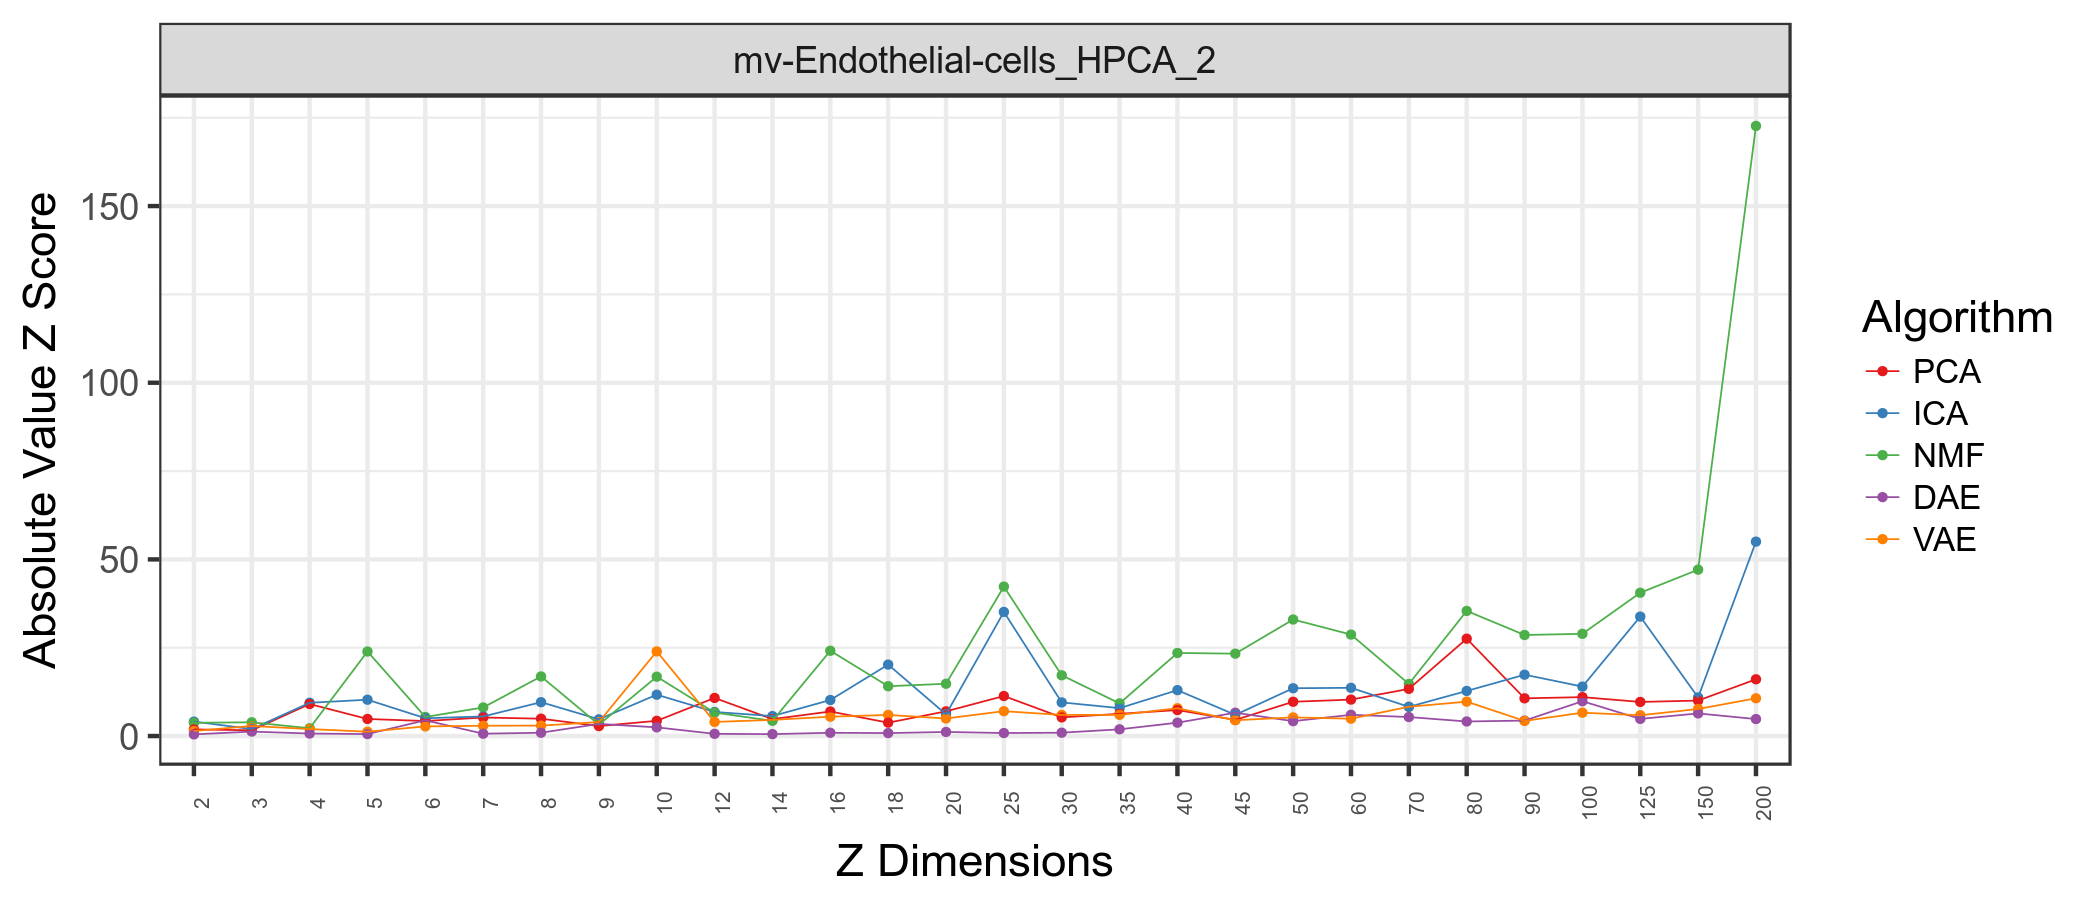 mv-Endothelial-cells_HPCA_2
Absolute Value Z Score
150
100
50
0
2 3 4 5 6 7 8 9 10 12 14 16 18 20 25 30 35 40 45 50 60 70 80 90 100 125 150 200
Z Dimensions
Algorithm
PCA
ICA
NMF
DAE
VAE